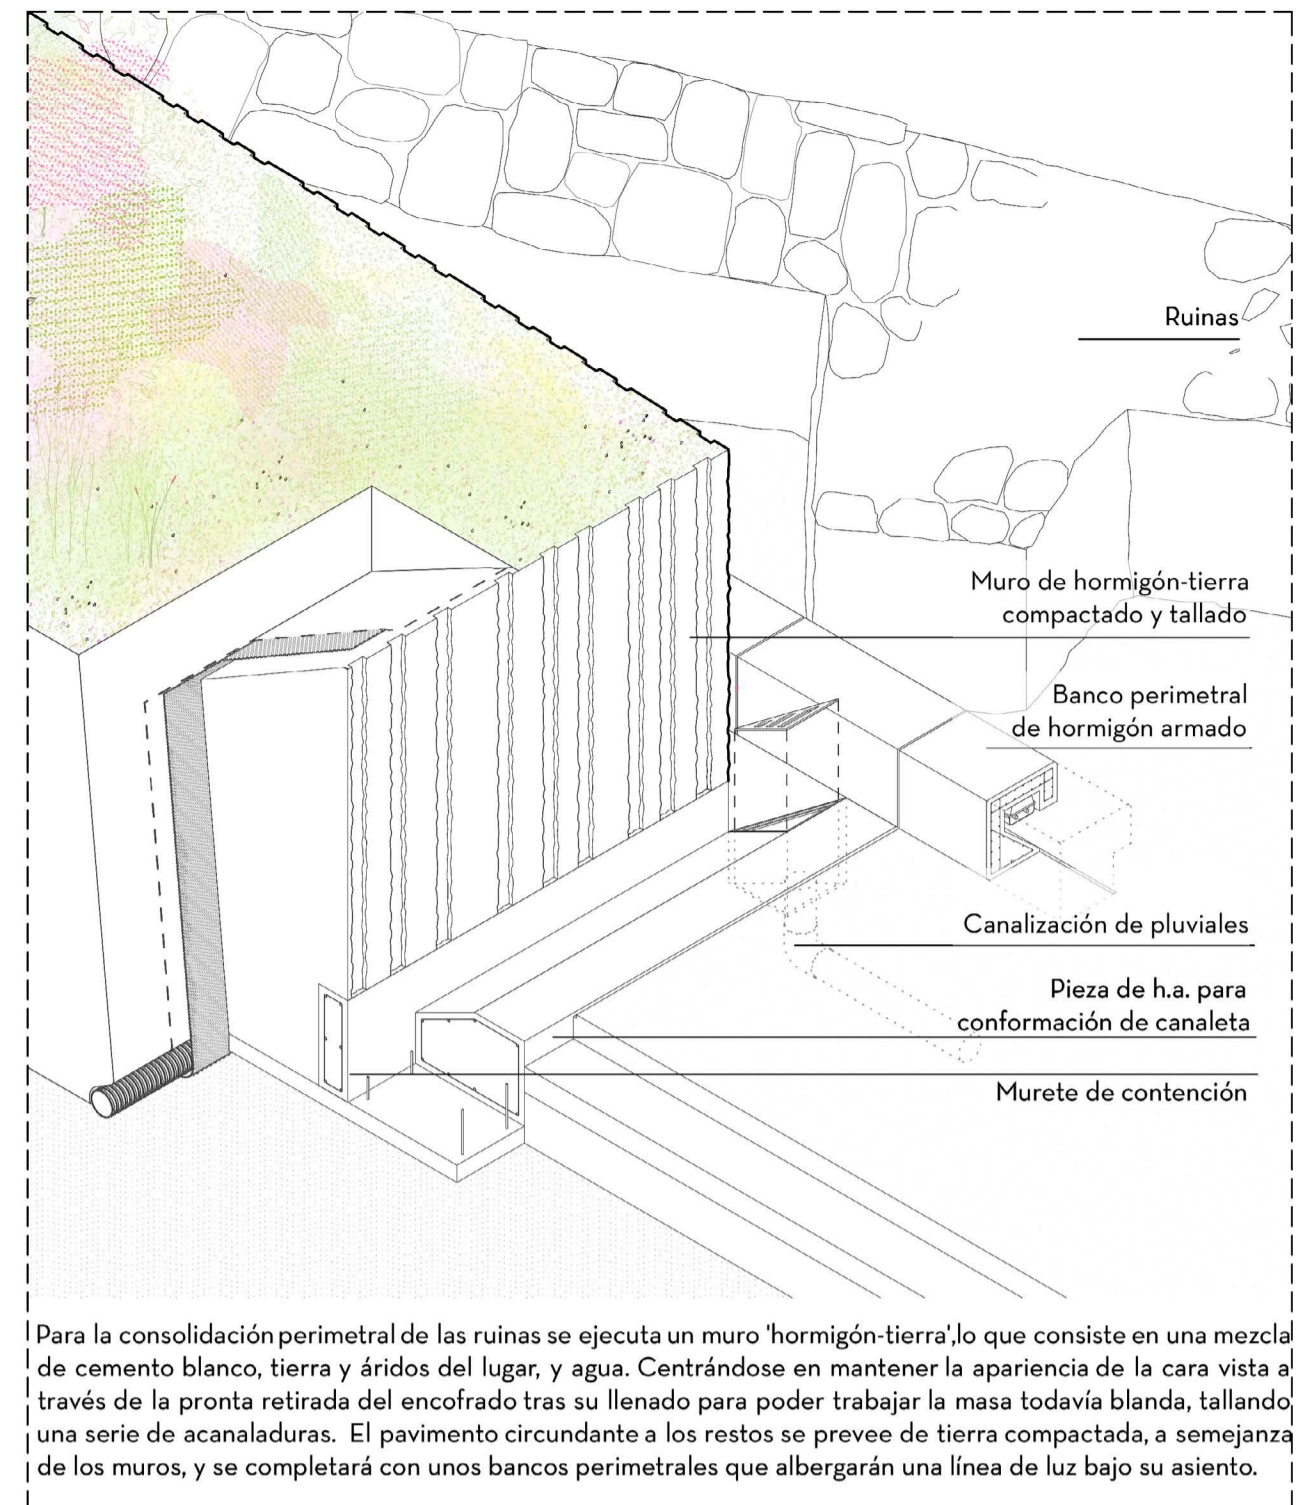 Ruinas
Muro de hormigón-tierra
compactado y tallado
Banco perimetral
de hormigón armado
Canalización de pluviales
Pieza de h.a. para
conformación de canaleta
Murete de contención
Para la consolidación perimetral de las ruinas se ejecuta un muro 'hormigón-tierra',lo que consiste en una mezcla
de cemento blanco, tierra y áridos del lugar, y agua. Centrándose en mantener la apariencia de la cara vista a
través de la pronta retirada del encofrado tras su llenado para poder trabajar la masa todavía blanda, tallando
una serie de acanaladuras. El pavimento circundante a los restos se prevee de tierra compactada, a semejanza
de los muros, y se completará con unos bancos perimetrales que albergarán una línea de luz bajo su asiento.